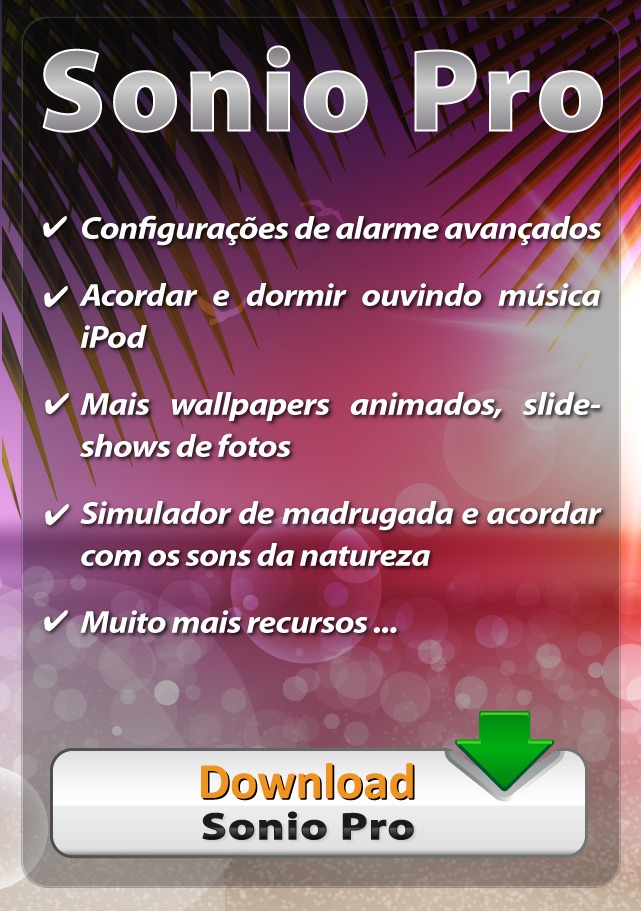 Sonio Pro
Configurações de alarme avançados
Acordar e dormir ouvindo música
iPod
Mais wallpapers animados, slide-
shows de fotos
Simulador de madrugada e acordar
com os sons da natureza
Muito mais recursos ...
Download
Sonio Pro